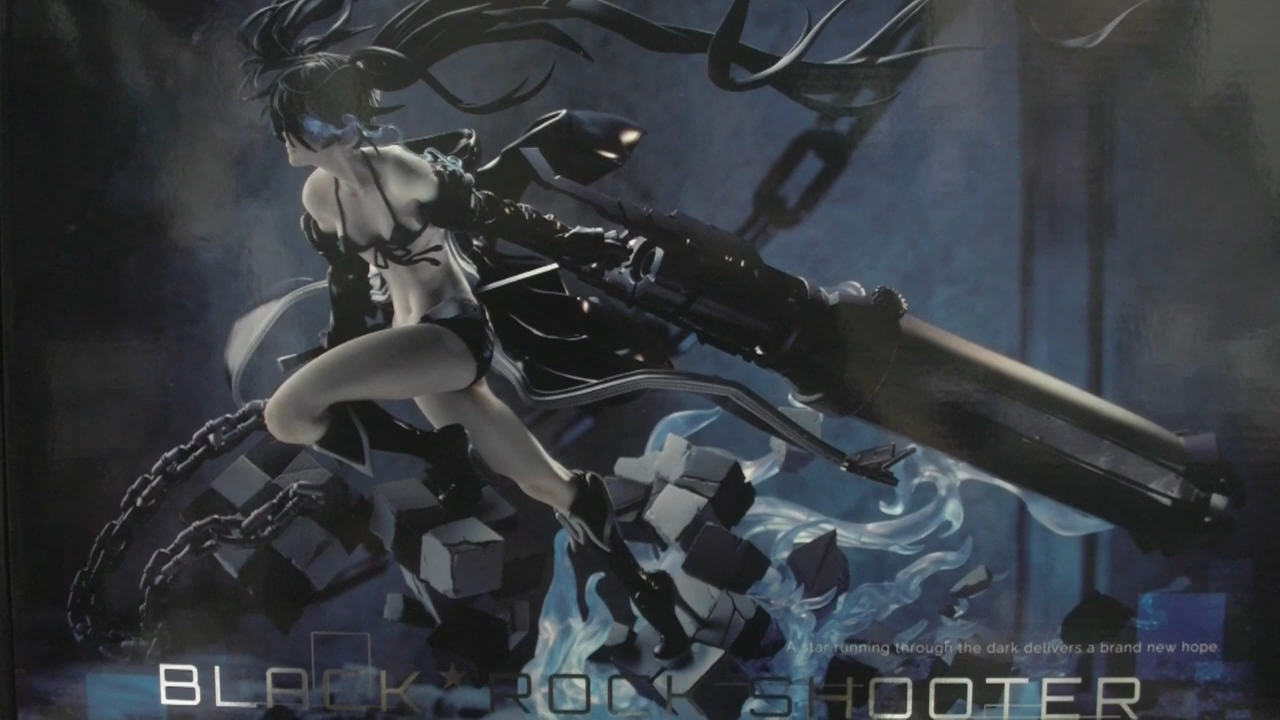 A star running through the dark delivers a brand new hope
BLACK★ROCK SHOOTER